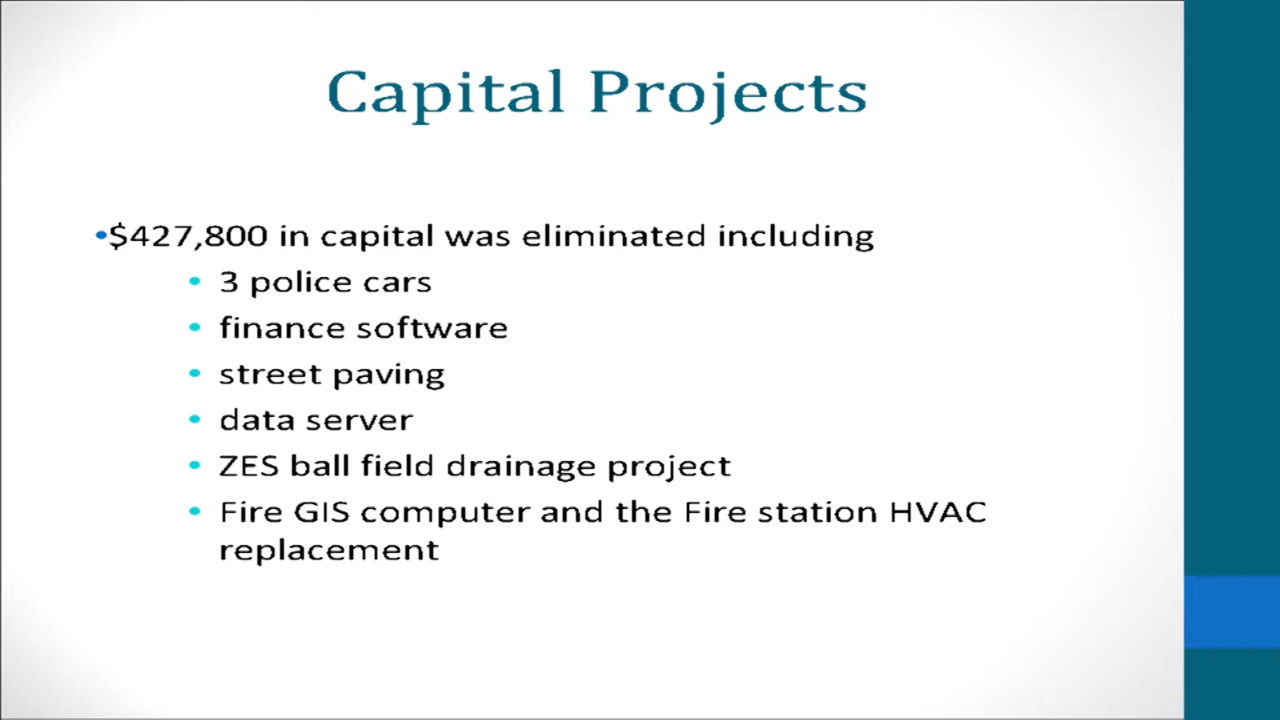 Capital Projects
•$427,800 in capital was eliminated including
• 3 police cars
• finance software
• street paving
• data server
• ZES ball field drainage project
• Fire GIS computer and the Fire station HVAC
replacement